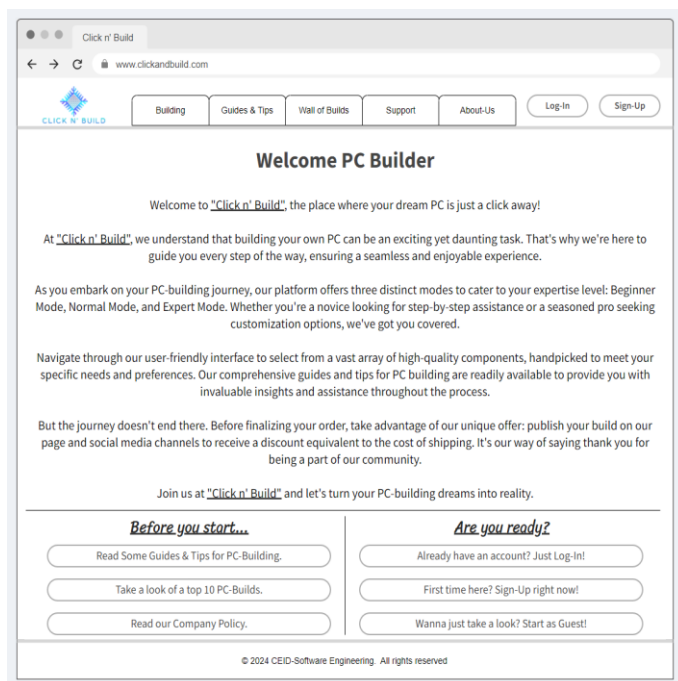 Click n' Build
www.clickandbuild.com
CLICK N' BUILD
Building
Guides & Tips
Wall of Builds
Support
About-Us
Log-In
Sign-Up
Welcome PC Builder
Welcome to "Click n' Build", the place where your dream PC is just a click away!
At "Click n' Build", we understand that building your own PC can be an exciting yet daunting task. That's why we're here to
guide you every step of the way, ensuring a seamless and enjoyable experience.
As you embark on your PC-building journey, our platform offers three distinct modes to cater to your expertise level: Beginner
Mode, Normal Mode, and Expert Mode. Whether you're a novice looking for step-by-step assistance or a seasoned pro seeking
customization options, we've got you covered.
Navigate through our user-friendly interface to select from a vast array of high-quality components, handpicked to meet your
specific needs and preferences. Our comprehensive guides and tips for PC building are readily available to provide you with
invaluable insights and assistance throughout the process.
But the journey doesn't end there. Before finalizing your order, take advantage of our unique offer: publish your build on our
page and social media channels to receive a discount equivalent to the cost of shipping. It's our way of saying thank you for
being a part of our community.
Join us at "Click n' Build" and let's turn your PC-building dreams into reality.
Before you start...
Read Some Guides & Tips for PC-Building.
Take a look of a top 10 PC-Builds.
Read our Company Policy.
Are you ready?
Already have an account? Just Log-In!
First time here? Sign-Up right now!
Wanna just take a look? Start as Guest!
© 2024 CEID-Software Engineering. All rights reserved